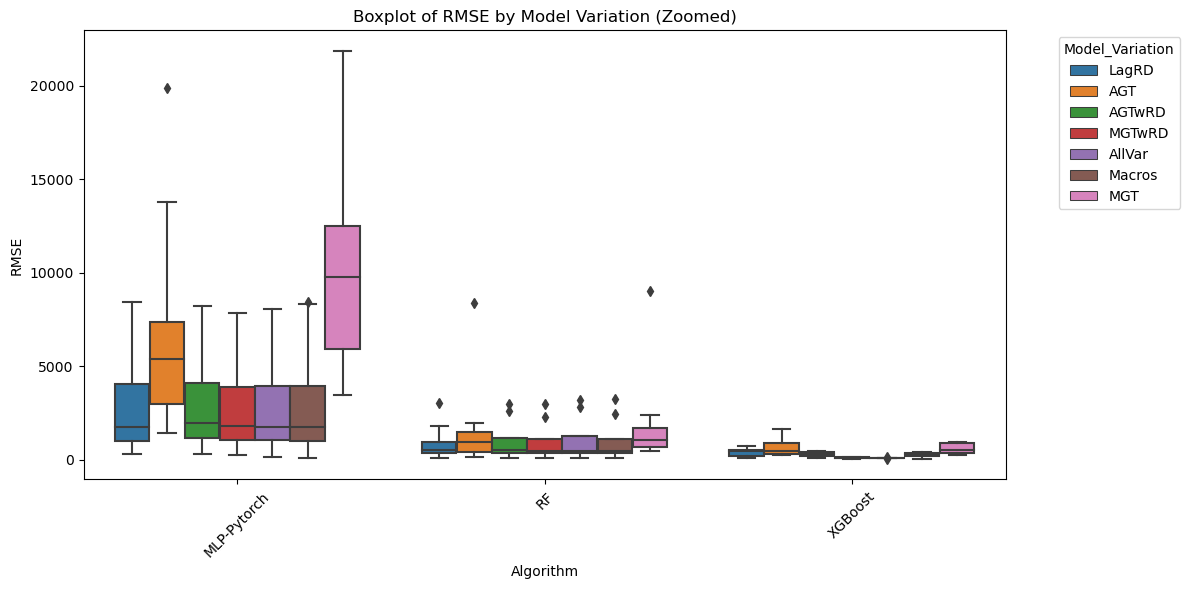 Boxplot of RMSE by Model Variation (Zoomed)
RMSE
20000
15000
10000
5000
0
MLP-Pytorch
RF
XGBoost
Algorithm
Model_Variation
LagRD
AGT
AGTwRD
MGTwRD
AllVar
Macros
MGT